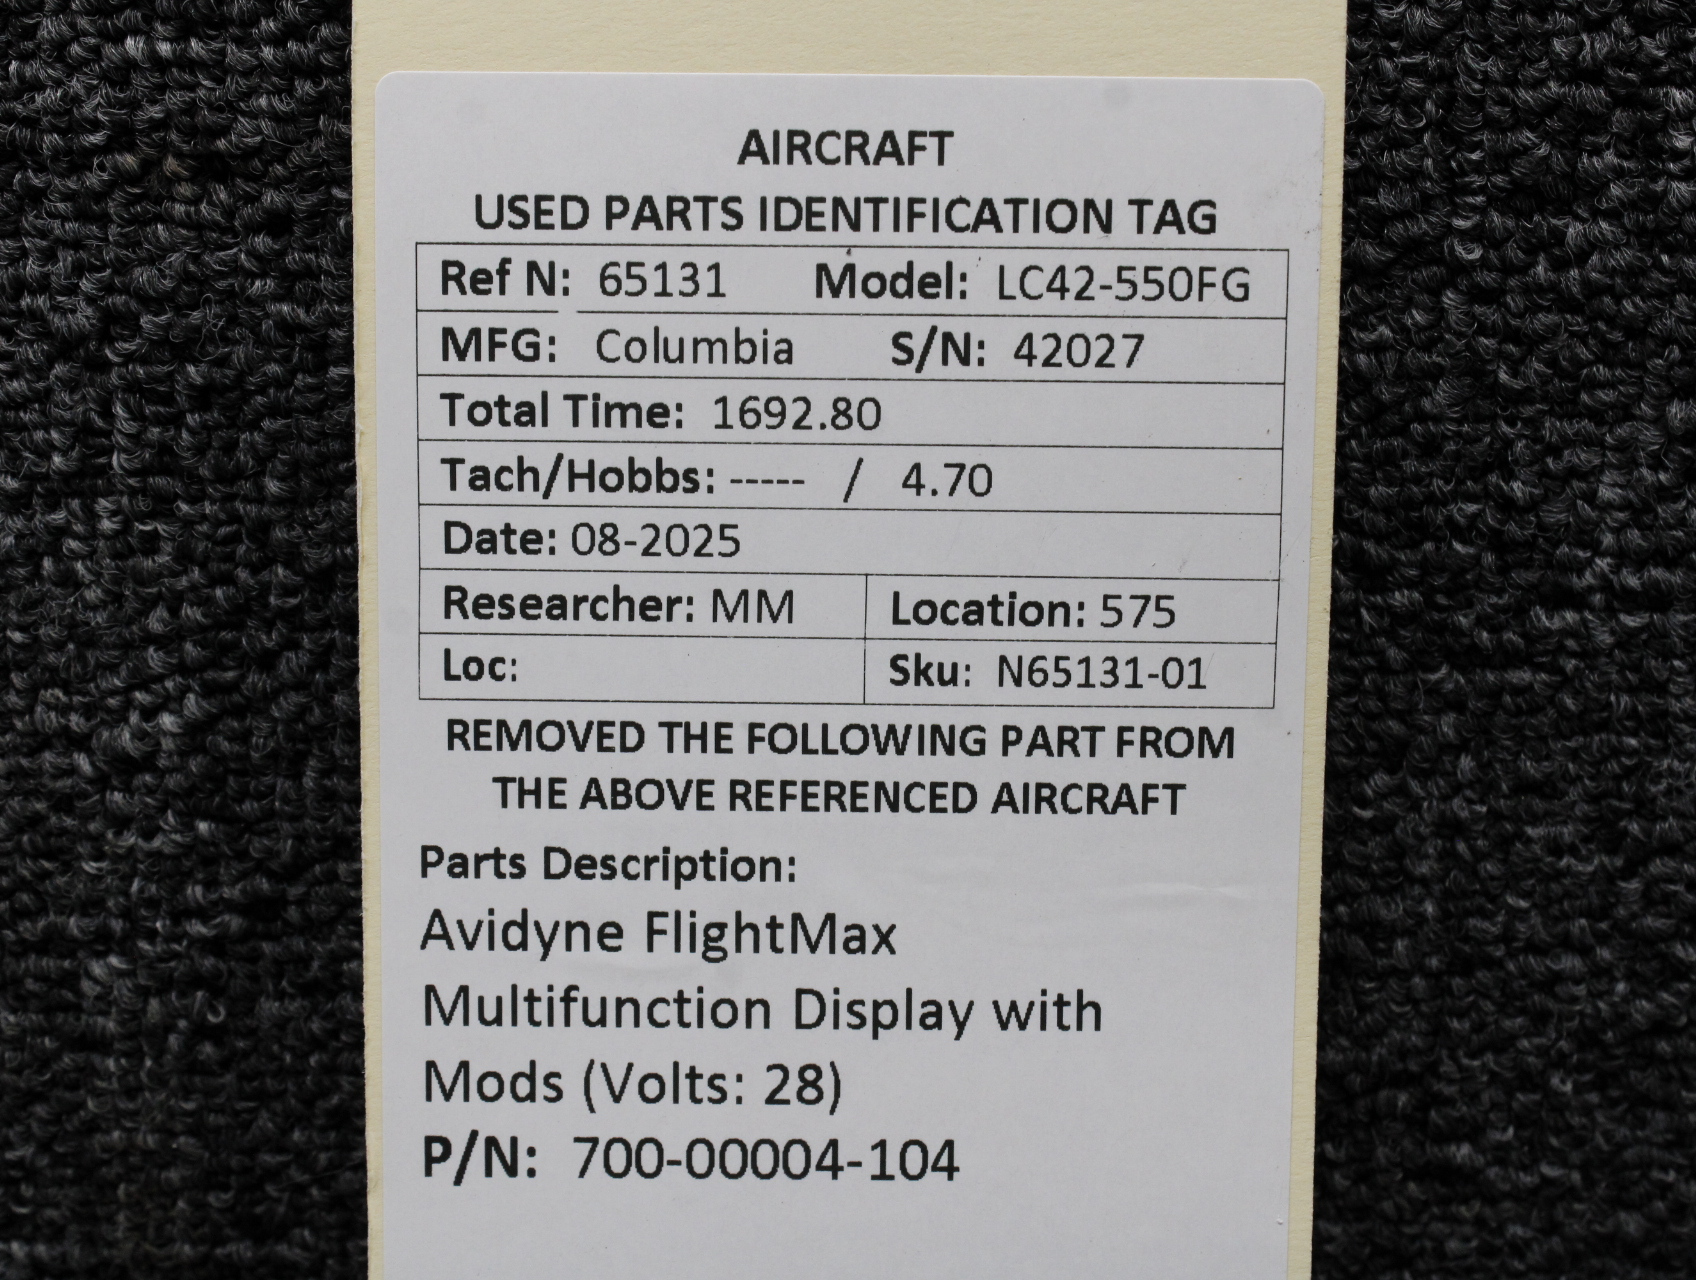 AIRCRAFT
USED PARTS IDENTIFICATION TAG
Ref N: 65131 Model: LC42-550FG
MFG: Columbia S/N: 42027
Total Time: 1692.80
Tach/Hobbs: ----- / 4.70
Date: 08-2025
Researcher: MM Location: 575
Loc: Sku: N65131-01
REMOVED THE FOLLOWING PART FROM
THE ABOVE REFERENCED AIRCRAFT
Parts Description:
Avidyne FlightMax
Multifunction Display with
Mods (Volts: 28)
P/N: 700-00004-104